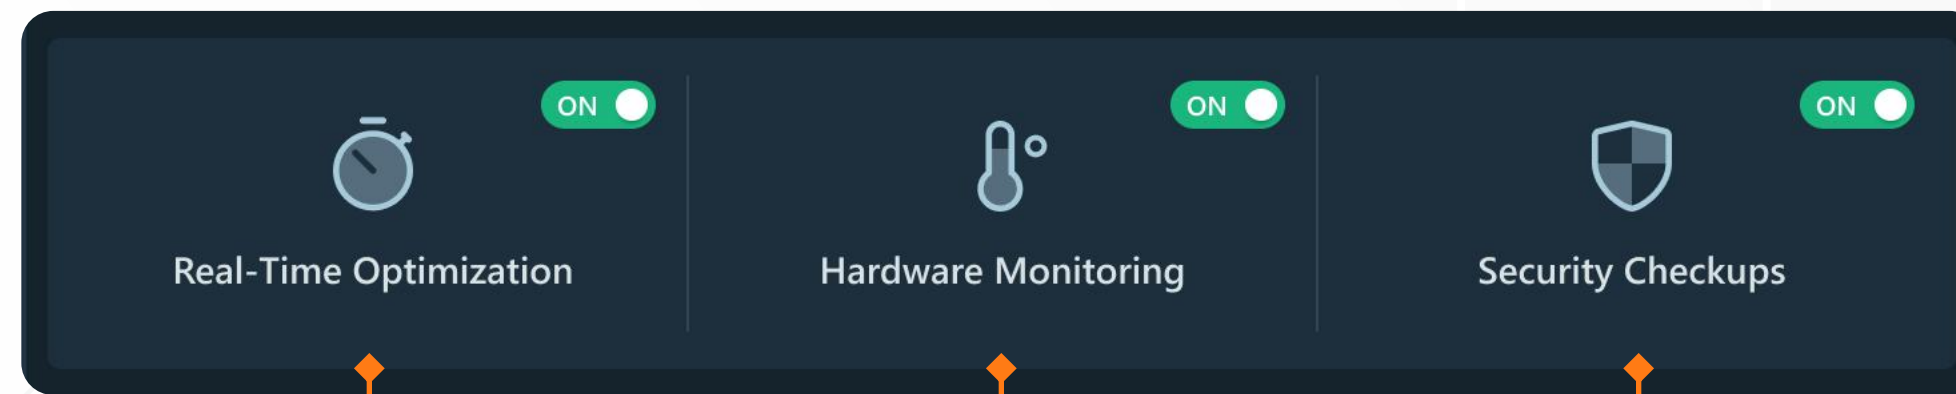 ON
ON
ON
Real-Time Optimization
Hardware Monitoring
Security Checkups